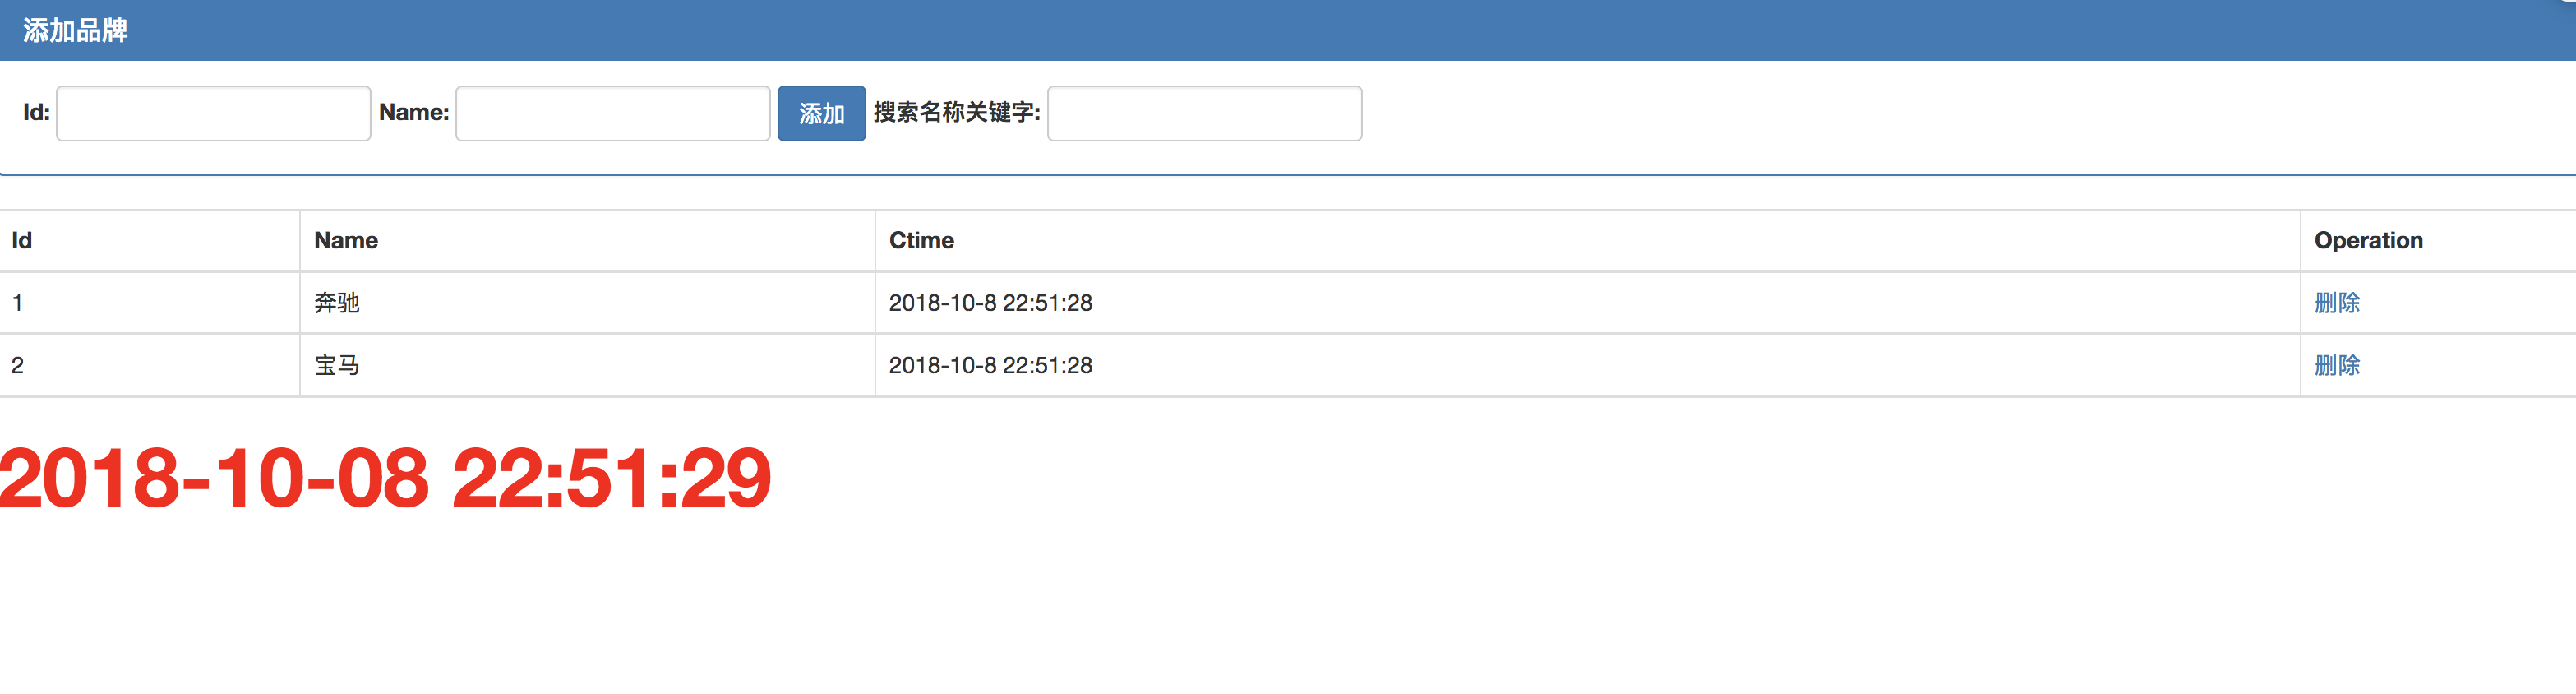 添加品牌
Id: Name: 添加 搜索名称关键字:
Id Name Ctime Operation
1 奔驰 2018-10-8 22:51:28 删除
2 宝马 2018-10-8 22:51:28 删除
2018-10-08 22:51:29